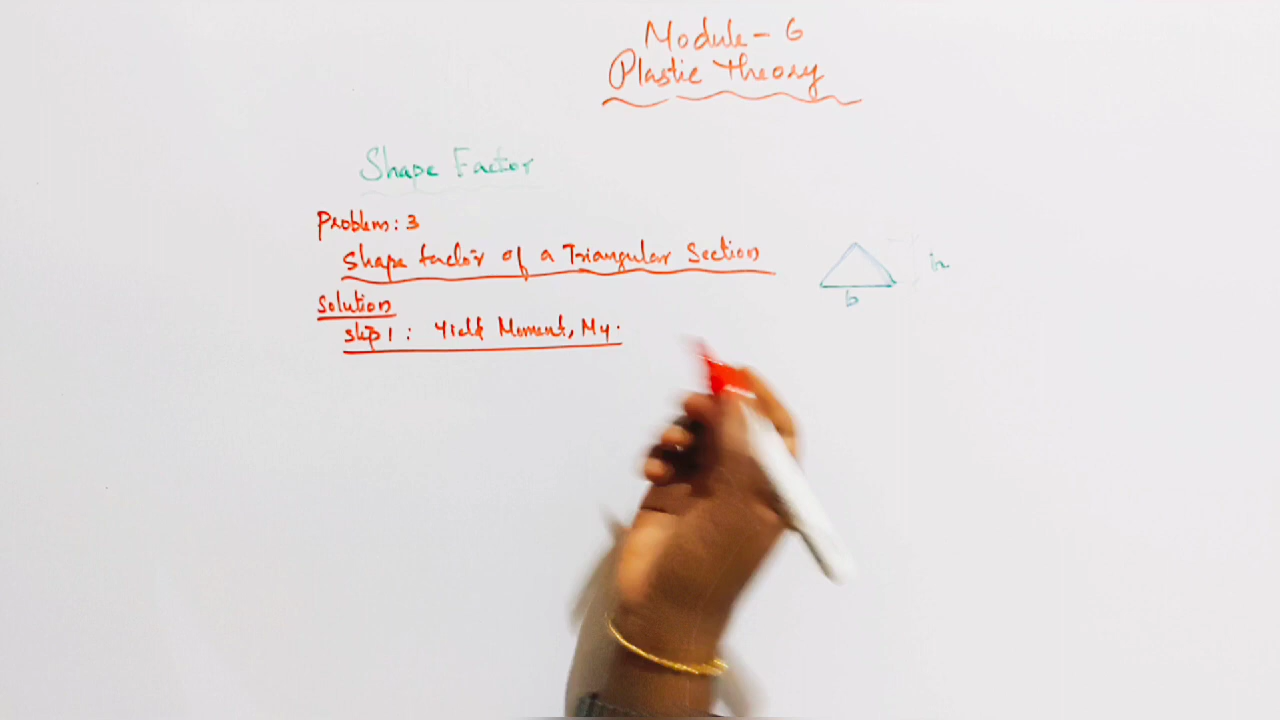 Module - 6
Plastic Theory
Shape Factor
Problem: 3
Shape factor of a Triangular Section
h
b
Solution
Step 1: Yield Moment, My.